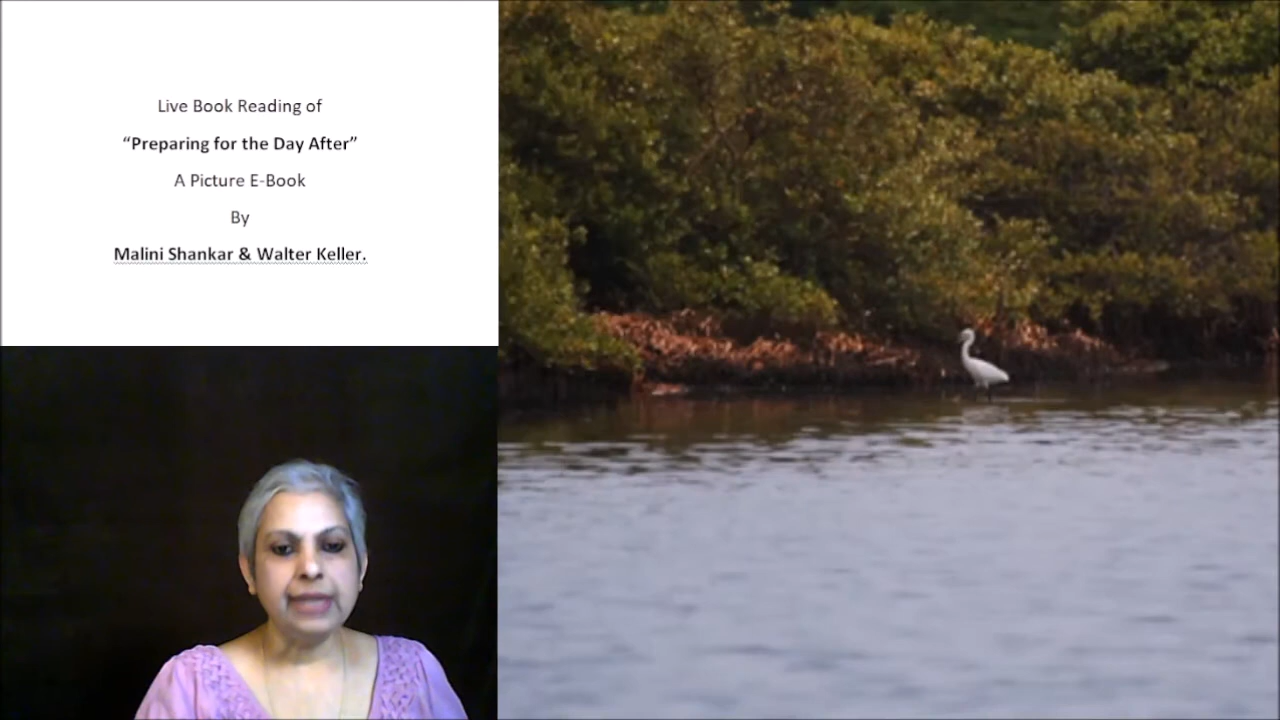 Live Book Reading of
“Preparing for the Day After”
A Picture E-Book
By
Malini Shankar & Walter Keller.